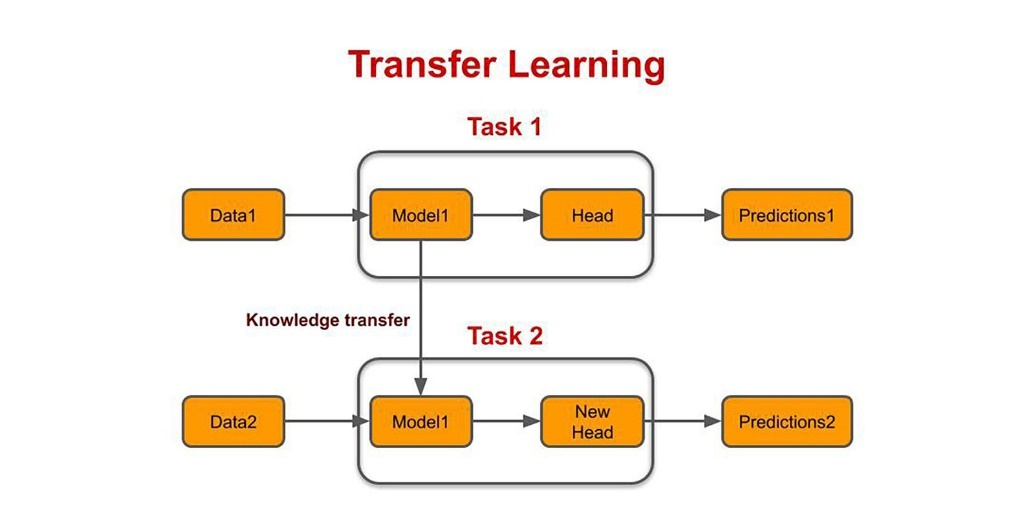 Transfer Learning
Task 1
Data1
Model1
Head
Predictions1
Knowledge transfer
Task 2
Data2
Model1
New
Head
Predictions2